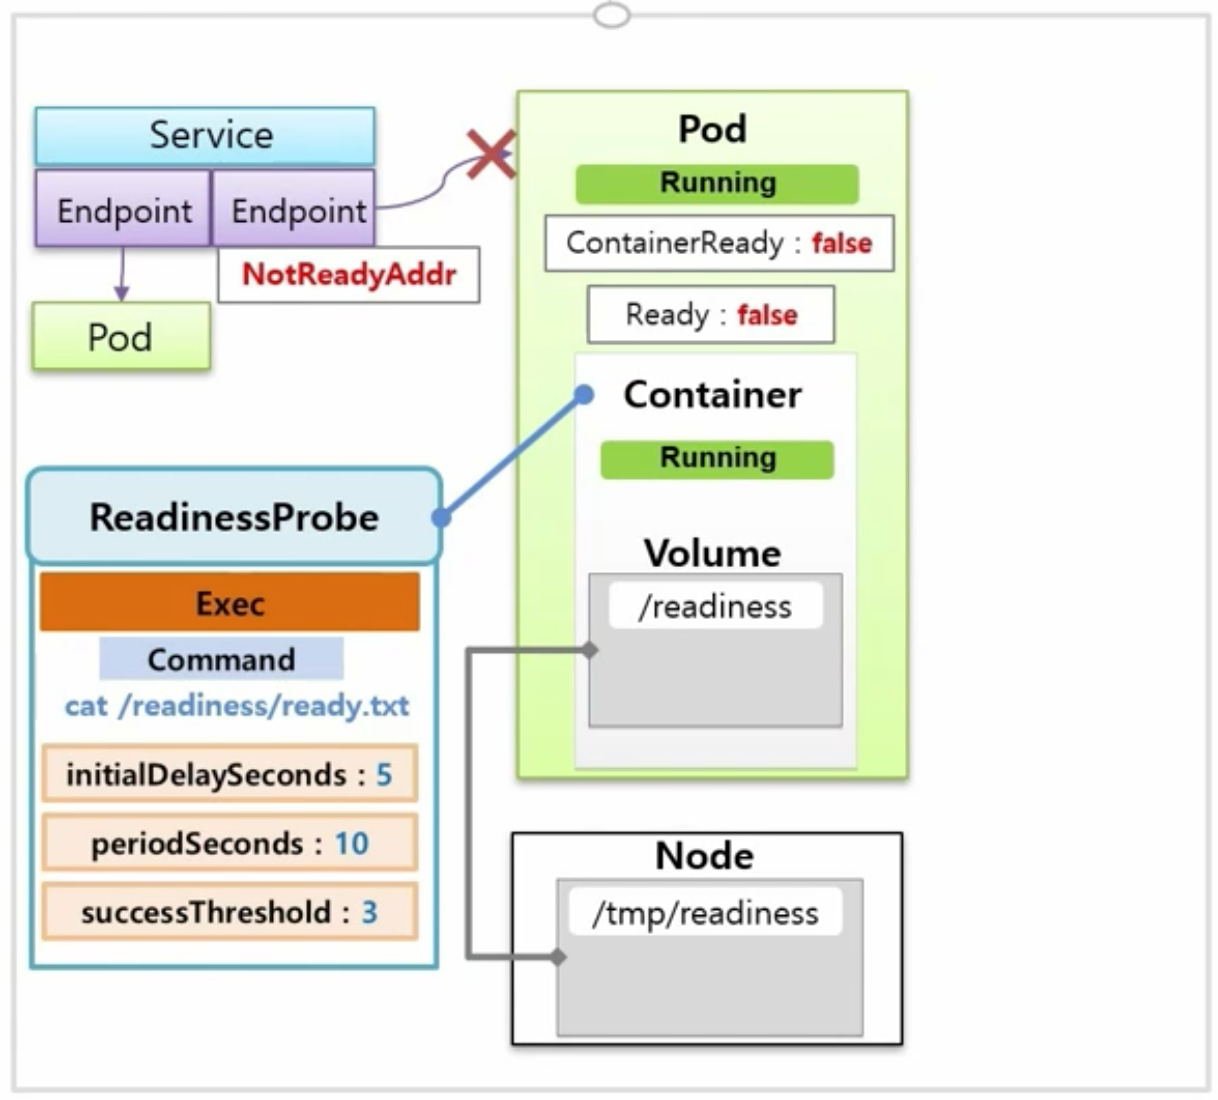 Service
Endpoint
Endpoint
NotReadyAddr
Pod
Pod
Running
ContainerReady : false
Ready : false
Container
Running
Volume
/readiness
ReadinessProbe
Exec
Command
cat /readiness/ready.txt
initialDelaySeconds : 5
periodSeconds : 10
successThreshold : 3
Node
/tmp/readiness